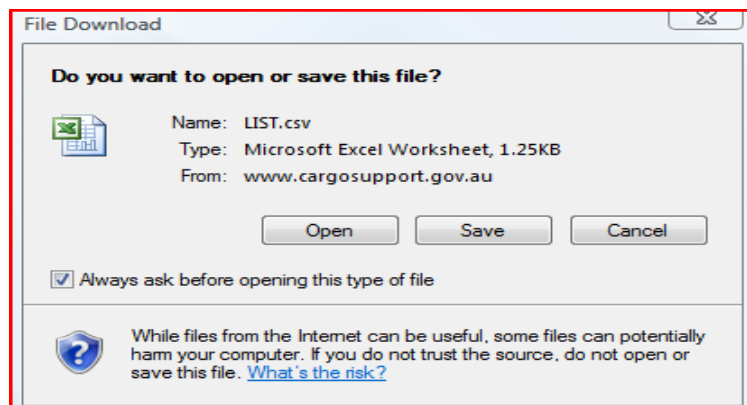 File Download
Do you want to open or save this file?
Name: LIST.csv
Type: Microsoft Excel Worksheet, 1.25KB
From: www.cargosupport.gov.au
Open Save Cancel
Always ask before opening this type of file
While files from the Internet can be useful, some files can potentially
harm your computer. If you do not trust the source, do not open or
save this file. What's the risk?